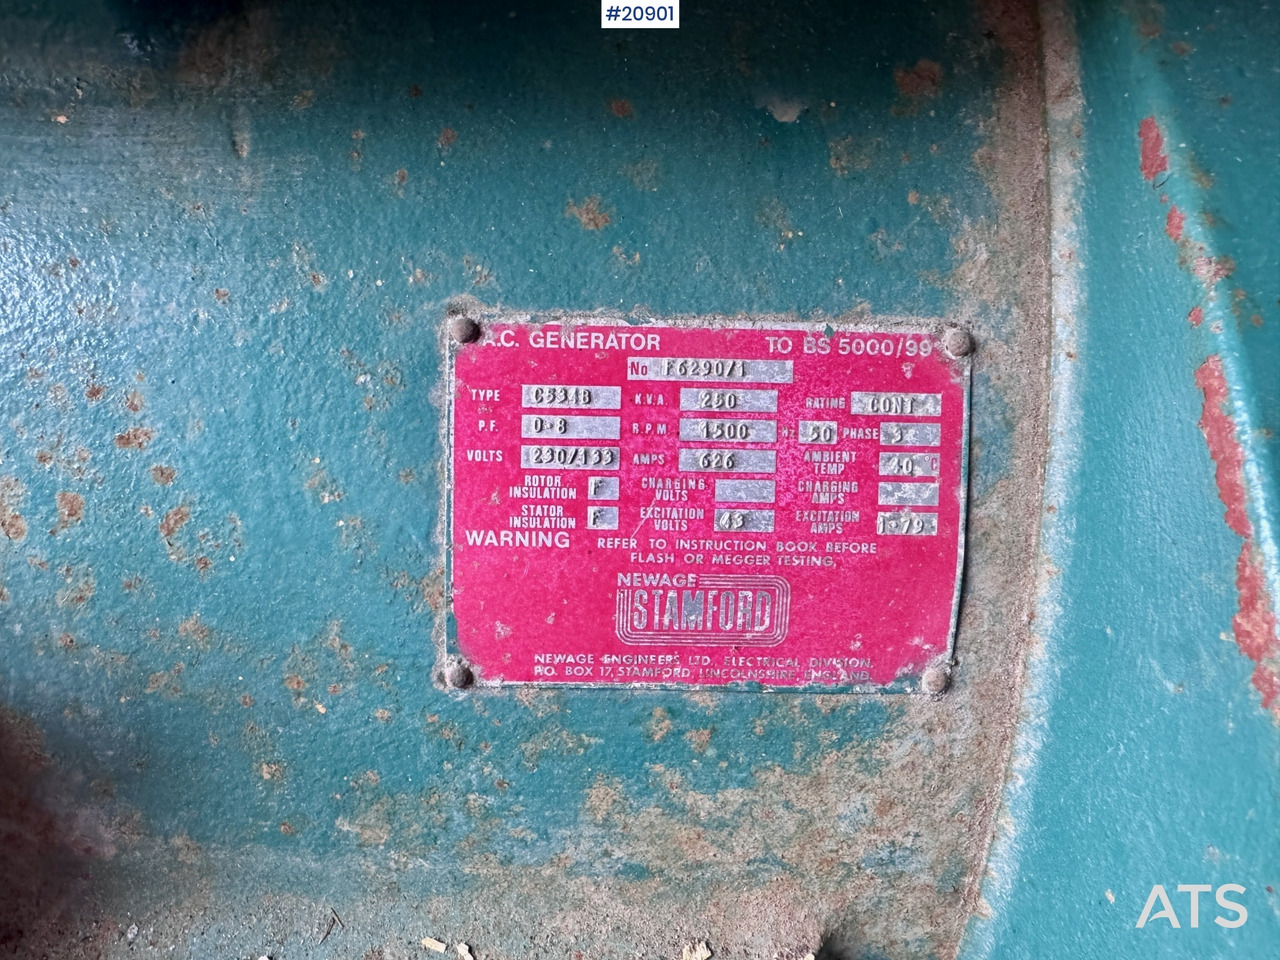 #20901
A.C. GENERATOR TO BS 5000/99
No F6290/1
TYPE C534B K.V.A. 250 RATING CONT
P.F. 0.8 R.P.M. 1500 Hz 50 PHASE 3
VOLTS 230/133 AMPS 626 AMBIENT TEMP 40 °C
ROTOR INSULATION F CHARGING VOLTS CHARGING AMPS
STATOR INSULATION F EXCITATION VOLTS 43 EXCITATION AMPS 1.79
WARNING REFER TO INSTRUCTION BOOK BEFORE
FLASH OR MEGGER TESTING,
NEWAGE
STAMFORD
NEWAGE ENGINEERS LTD. ELECTRICAL DIVISION,
P.O. BOX 17, STAMFORD, LINCOLNSHIRE, ENGLAND.
ATS